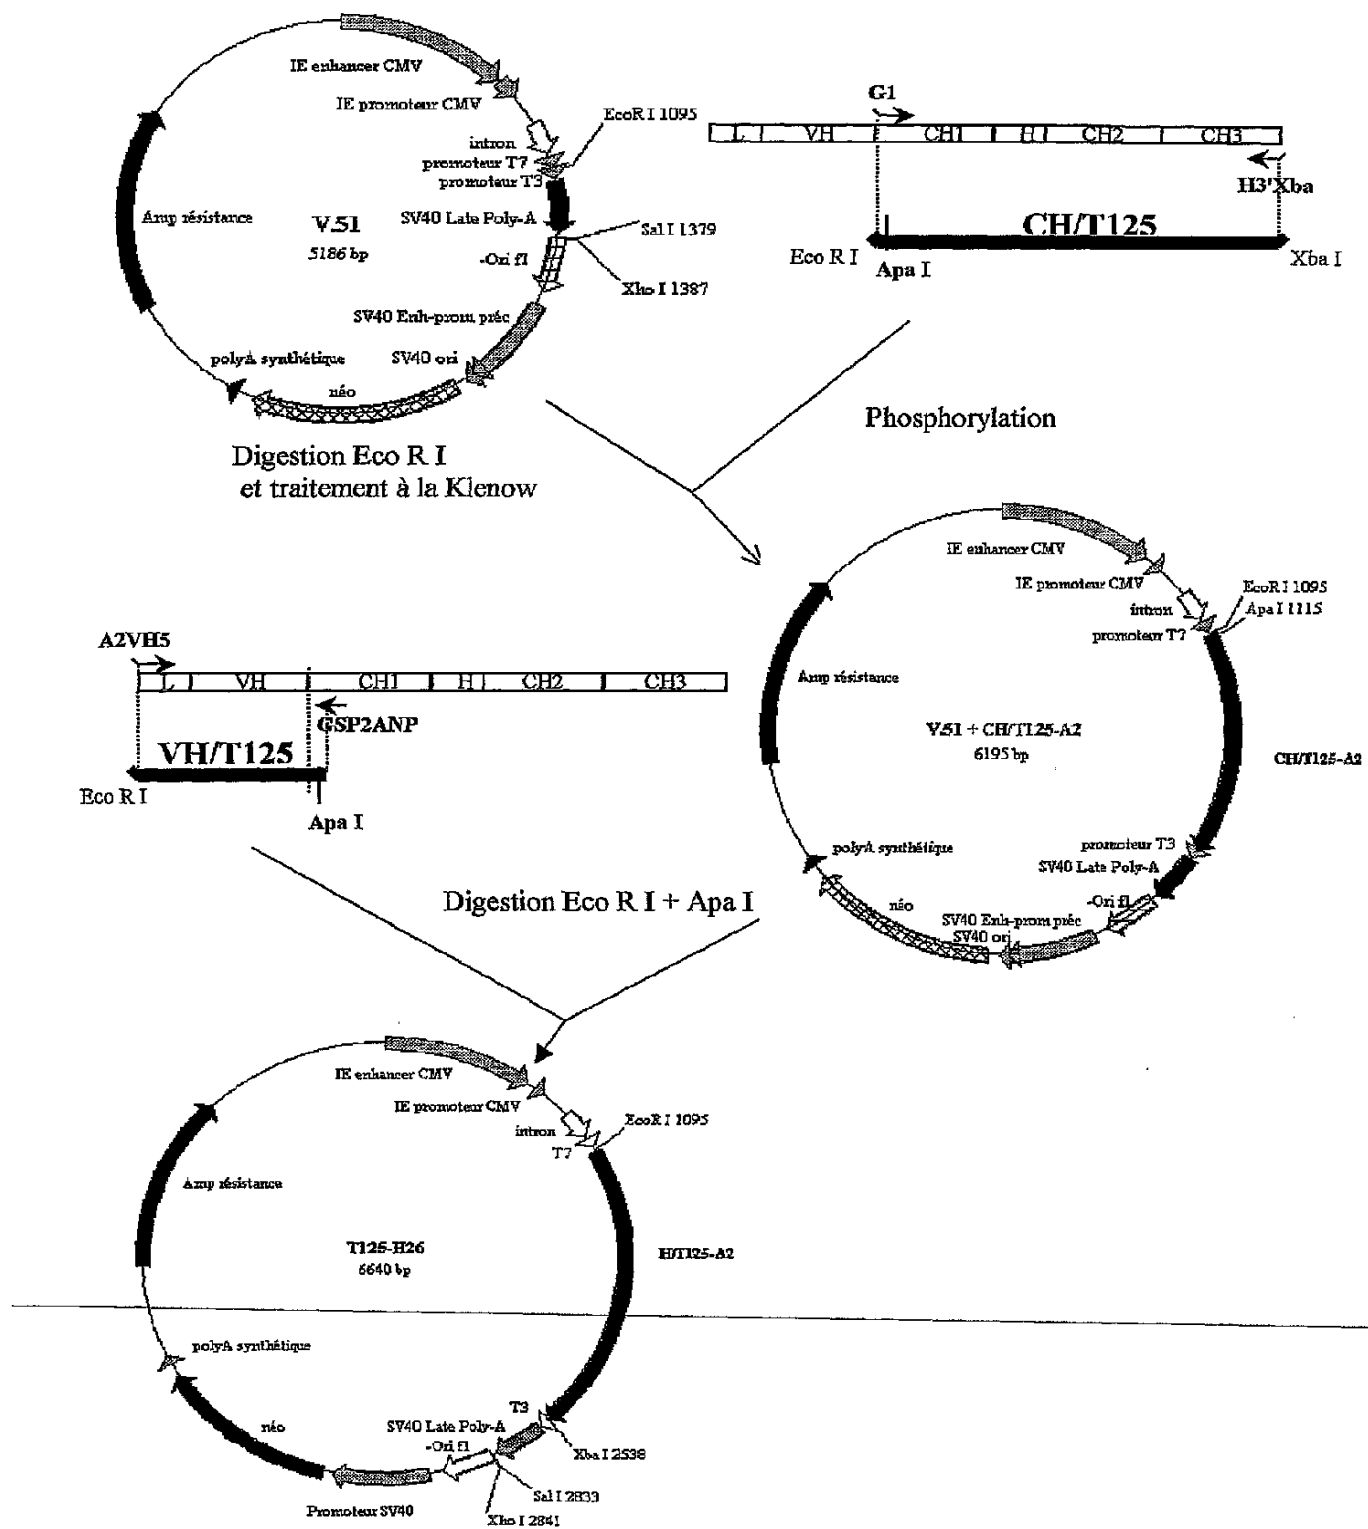 IE enhancer CMV
IE promoteur CMV
EcoR I 1095
intron
promoteur T7
promoteur T3
Amp résistance
V.51
5186 bp
SV40 Late Poly-A
Sal I 1379
-Ori f1
Xho I 1387
SV40 Enh-prom préc
polyA synthétique
SV40 ori
néo
Digestion Eco R I
et traitement à la Klenow
G1
L VH CH1 H CH2 CH3
H3'Xba
CH/T125
Eco R I
Apa I
Xba I
Phosphorylation
IE enhancer CMV
IE promoteur CMV
EcoR I 1095
intron
Apa I 1115
promoteur T7
Amp résistance
V.51 + CH/T125-A2
6195 bp
CH/T125-A2
promoteur T3
polyA synthétique
SV40 Late Poly-A
-Ori f1
néo
SV40 Enh-prom préc
SV40 ori
A2VH5
L VH CH1 H CH2 CH3
GSP2ANP
VH/T125
Eco R I
Apa I
Digestion Eco R I + Apa I
IE enhancer CMV
IE promoteur CMV
EcoR I 1095
intron
T7
Amp résistance
T125-H26
6640 bp
H/T125-A2
polyA synthétique
T3
néo
SV40 Late Poly-A
-Ori f1
Xba I 2538
Sal I 2833
Promoteur SV40
Xho I 2841